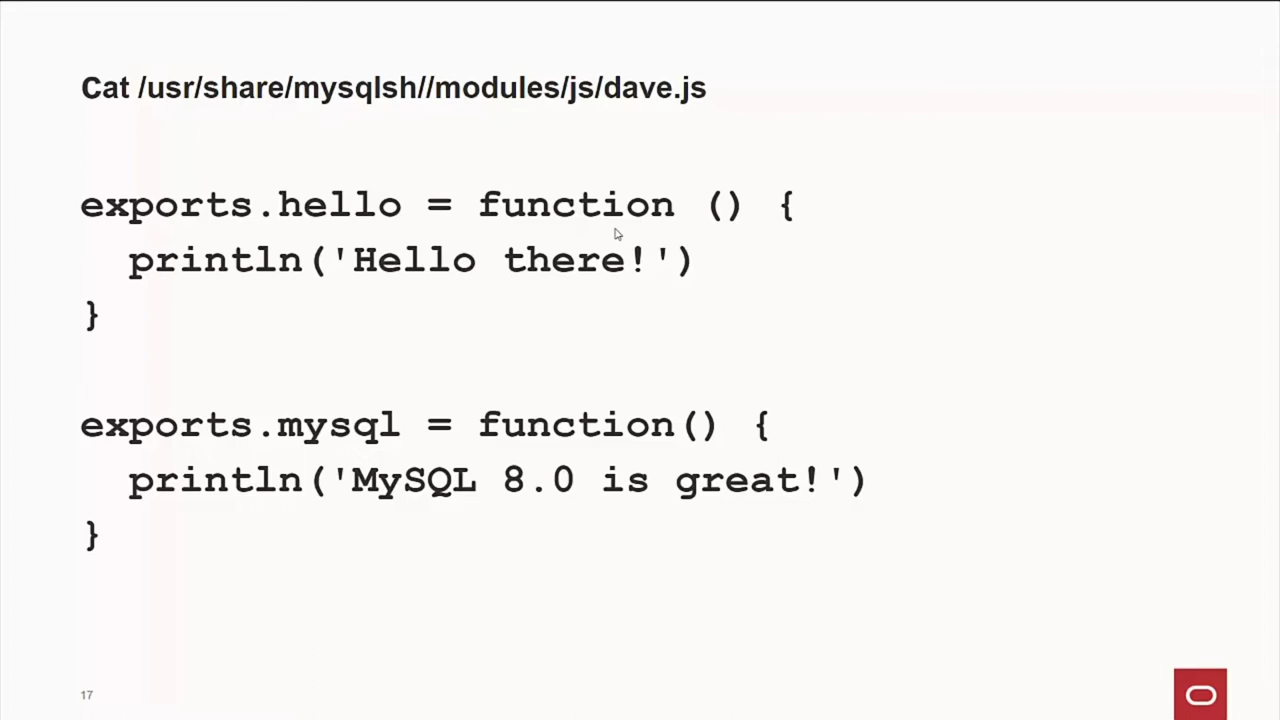 Cat /usr/share/mysqlsh//modules/js/dave.js
exports.hello = function () {
  println('Hello there!')
}
exports.mysql = function() {
  println('MySQL 8.0 is great!')
}
17